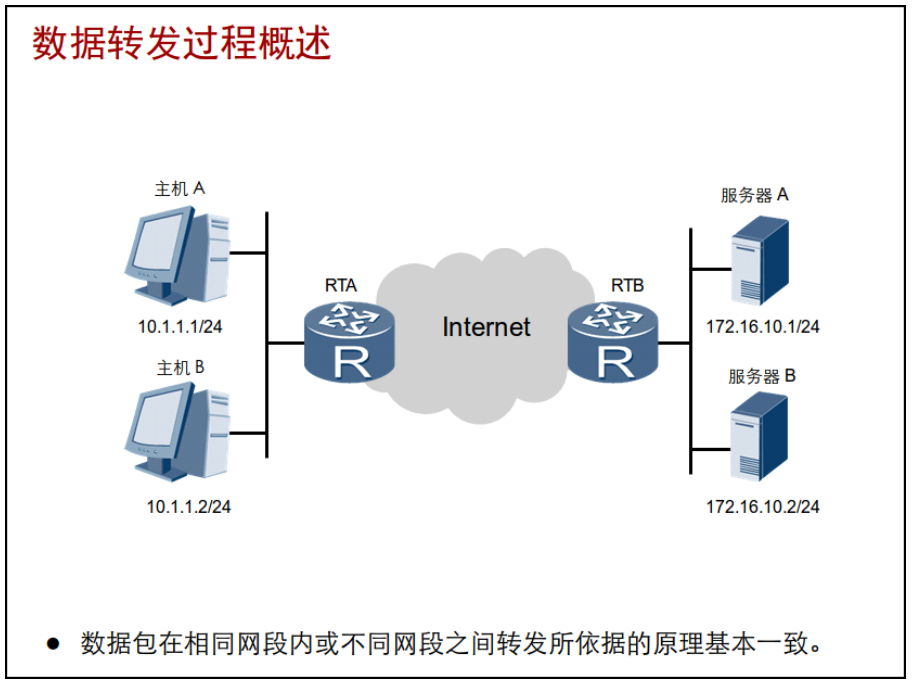 数据转发过程概述
主机 A
服务器 A
RTA
RTB
Internet
R
R
10.1.1.1/24
172.16.10.1/24
主机 B
服务器 B
10.1.1.2/24
172.16.10.2/24
● 数据包在相同网段内或不同网段之间转发所依据的原理基本一致。